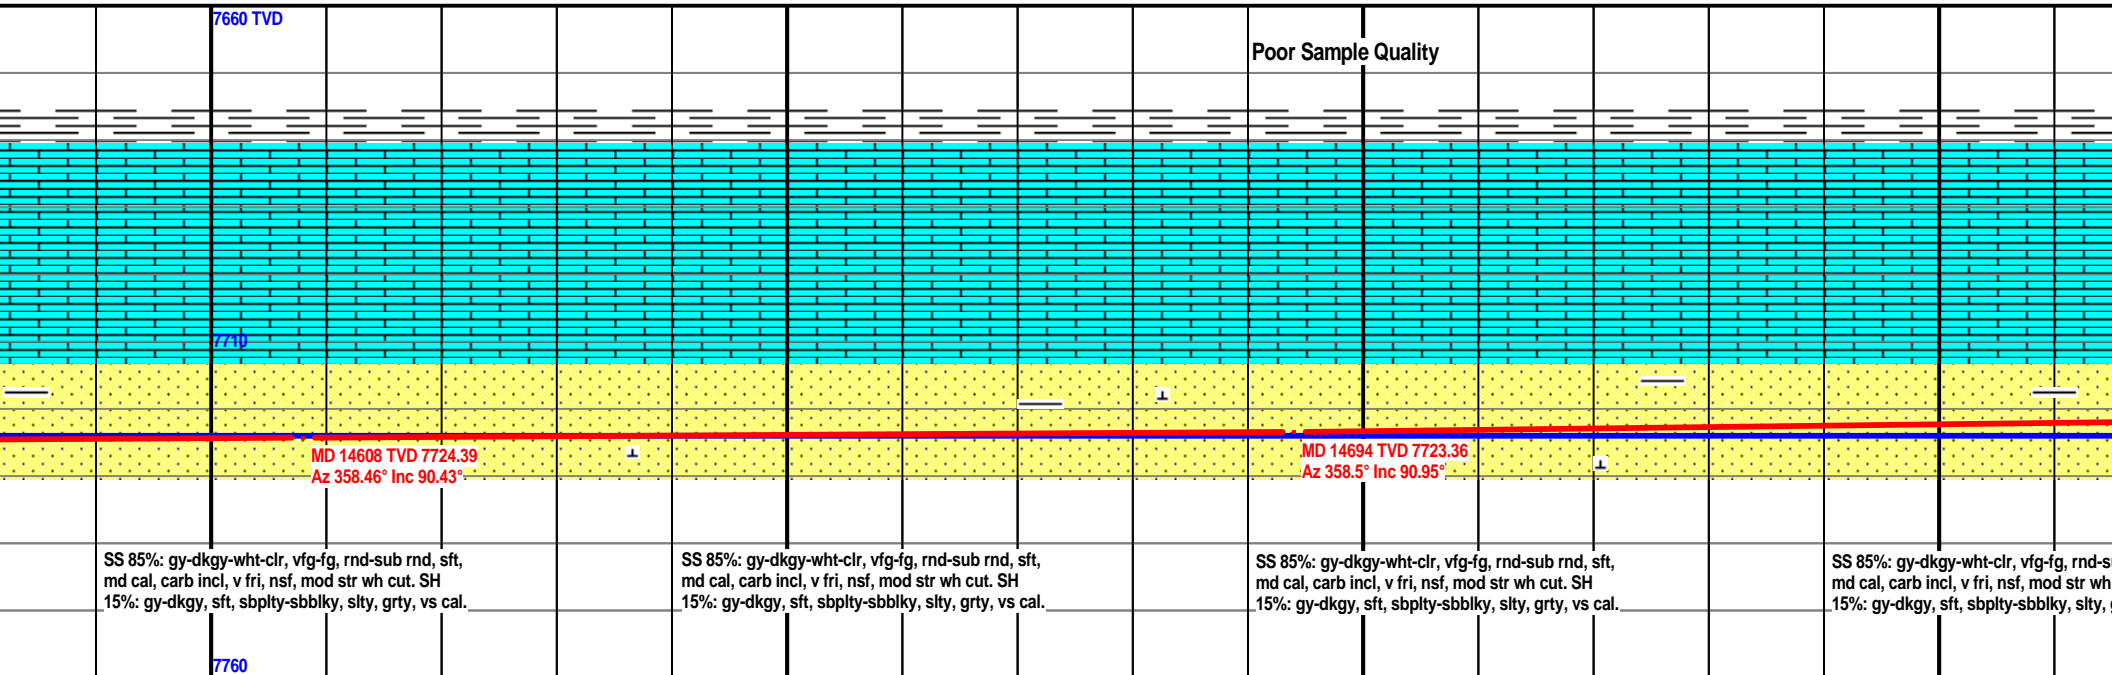 7660 TVD
Poor Sample Quality
7710
MD 14608 TVD 7724.39
Az 358.46° Inc 90.43°
MD 14694 TVD 7723.36
Az 358.5° Inc 90.95°
SS 85%: gy-dkgy-wht-clr, vfg-fg, rnd-sub rnd, sft,
md cal, carb incl, v fri, nsf, mod str wh cut. SH
15%: gy-dkgy, sft, sbplty-sbblky, slty, grty, vs cal.
SS 85%: gy-dkgy-wht-clr, vfg-fg, rnd-sub rnd, sft,
md cal, carb incl, v fri, nsf, mod str wh cut. SH
15%: gy-dkgy, sft, sbplty-sbblky, slty, grty, vs cal.
SS 85%: gy-dkgy-wht-clr, vfg-fg, rnd-sub rnd, sft,
md cal, carb incl, v fri, nsf, mod str wh cut. SH
15%: gy-dkgy, sft, sbplty-sbblky, slty, grty, vs cal.
SS 85%: gy-dkgy-wht-clr, vfg-fg, rnd-s
md cal, carb incl, v fri, nsf, mod str wh
15%: gy-dkgy, sft, sbplty-sbblky, slty,
7760